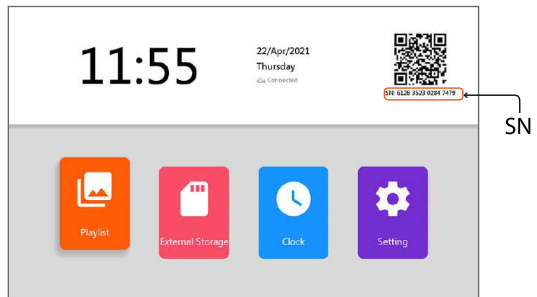 11:55
22/Apr/2021
Thursday
Connected
SN: 6128 3523 0284 7479
SN
Playlist
External Storage
Clock
Setting